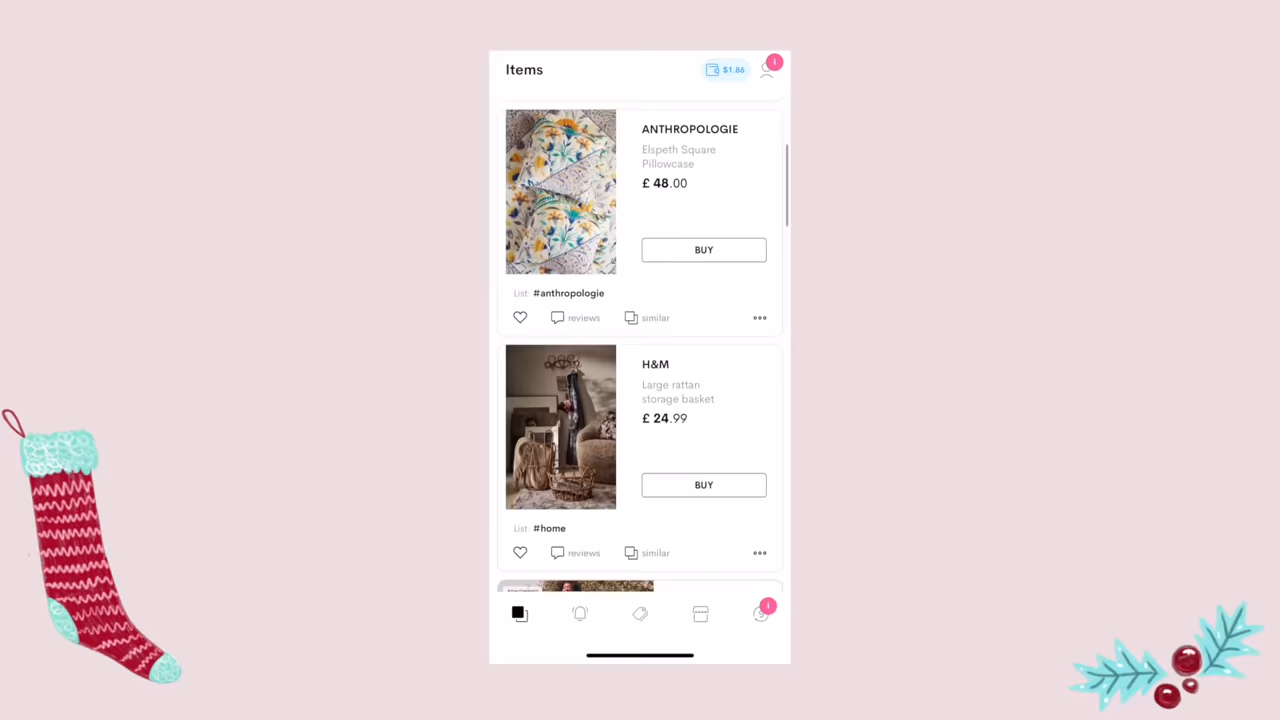 Items
$1.86
ANTHROPOLOGIE
Elspeth Square
Pillowcase
£ 48.00
BUY
List: #anthropologie
reviews
similar
H&M
Large rattan
storage basket
£ 24.99
BUY
List: #home
reviews
similar